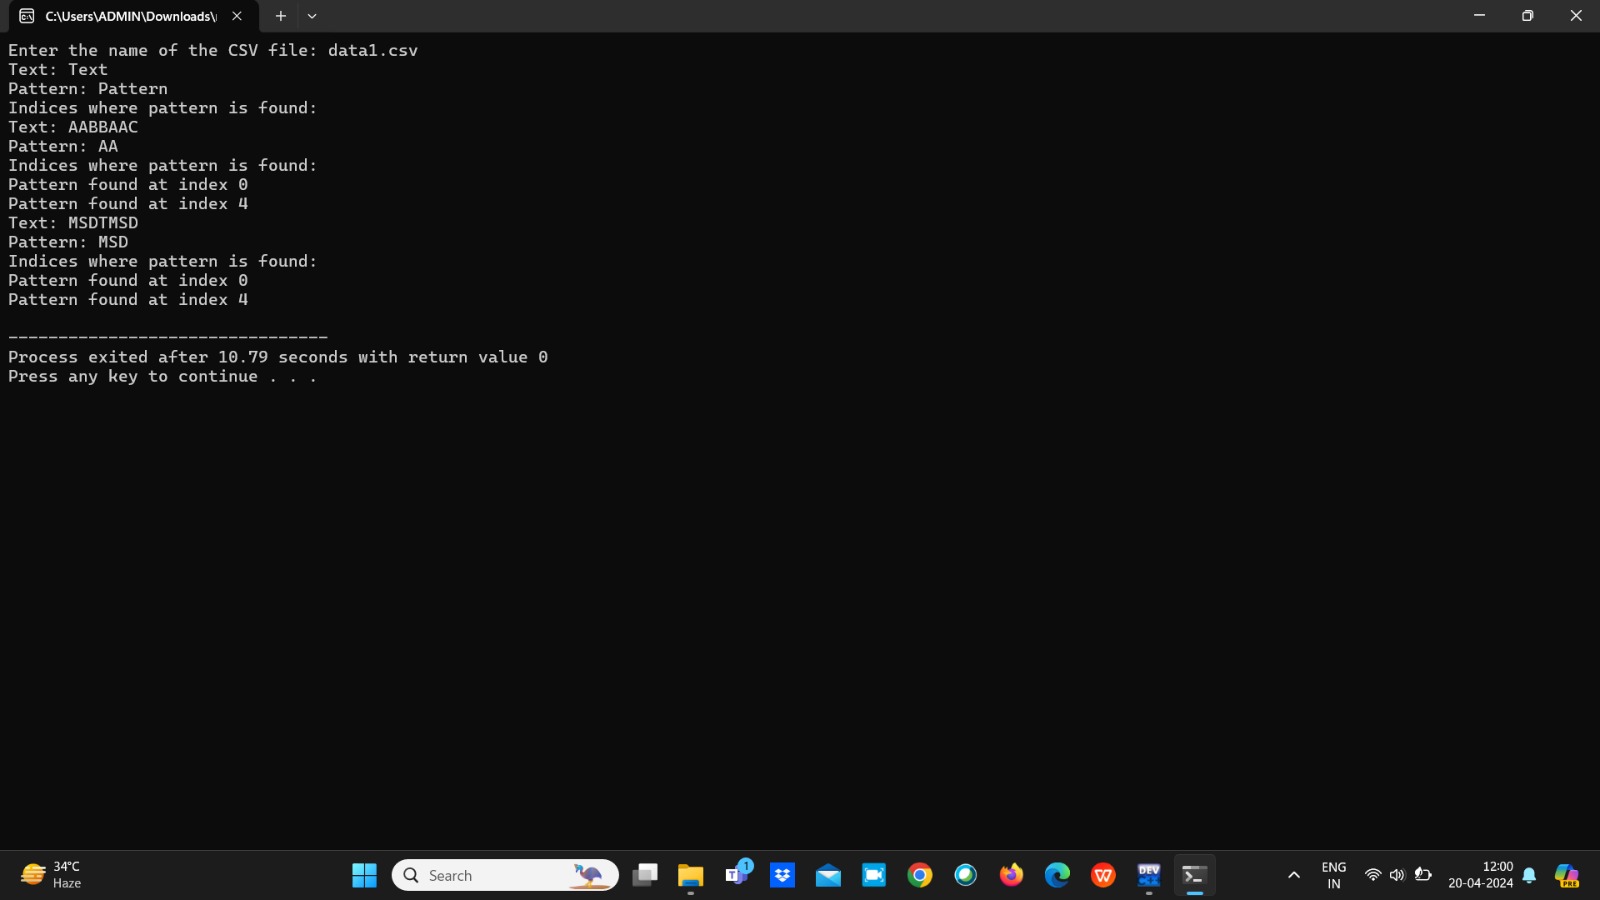 C:\Users\ADMIN\Downloads\
Enter the name of the CSV file: data1.csv
Text: Text
Pattern: Pattern
Indices where pattern is found:
Text: AABBAAC
Pattern: AA
Indices where pattern is found:
Pattern found at index 0
Pattern found at index 4
Text: MSDTMSD
Pattern: MSD
Indices where pattern is found:
Pattern found at index 0
Pattern found at index 4
--------------------------------
Process exited after 10.79 seconds with return value 0
Press any key to continue . . .
34°C
Haze
Search
1
T
DEV
ENG
IN
12:00
20-04-2024
PRE